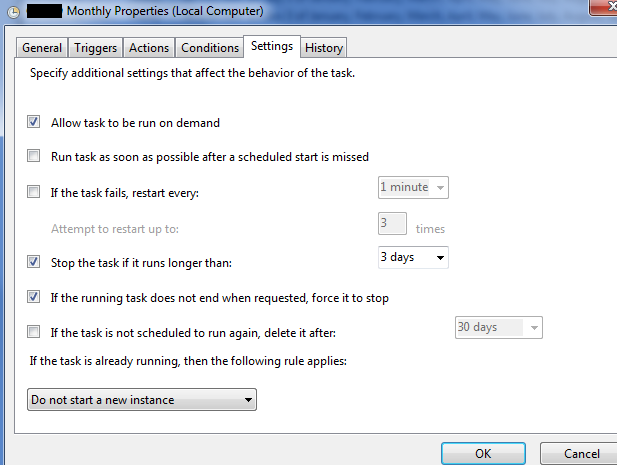 Monthly Properties (Local Computer)
General Triggers Actions Conditions Settings History
Specify additional settings that affect the behavior of the task.
Allow task to be run on demand
Run task as soon as possible after a scheduled start is missed
If the task fails, restart every: 1 minute
Attempt to restart up to: 3 times
Stop the task if it runs longer than: 3 days
If the running task does not end when requested, force it to stop
If the task is not scheduled to run again, delete it after: 30 days
If the task is already running, then the following rule applies:
Do not start a new instance
OK Cancel